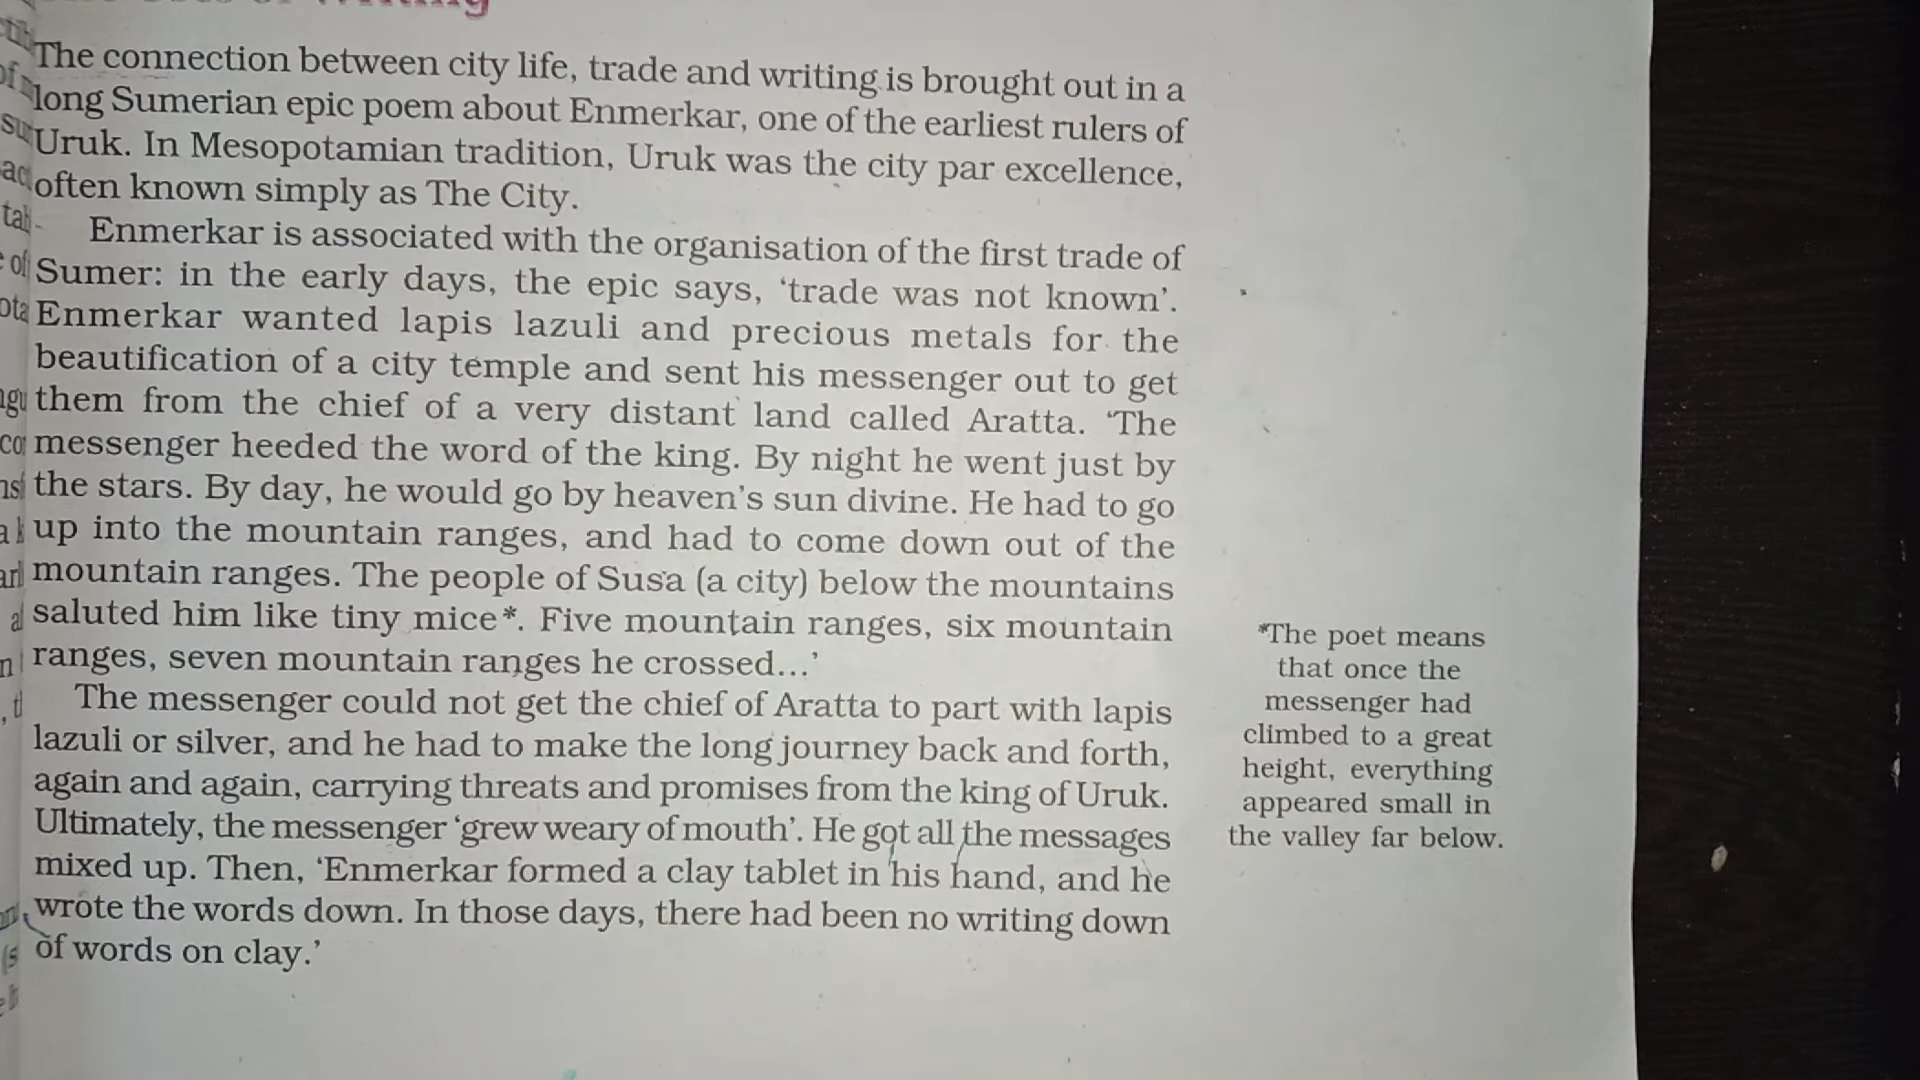 Writing
The connection between city life, trade and writing is brought out in a
long Sumerian epic poem about Enmerkar, one of the earliest rulers of
Uruk. In Mesopotamian tradition, Uruk was the city par excellence,
often known simply as The City.
Enmerkar is associated with the organisation of the first trade of
Sumer: in the early days, the epic says, ‘trade was not known’.
Enmerkar wanted lapis lazuli and precious metals for the
beautification of a city temple and sent his messenger out to get
them from the chief of a very distant land called Aratta. ‘The
messenger heeded the word of the king. By night he went just by
the stars. By day, he would go by heaven’s sun divine. He had to go
up into the mountain ranges, and had to come down out of the
mountain ranges. The people of Susa (a city) below the mountains
saluted him like tiny mice*. Five mountain ranges, six mountain
ranges, seven mountain ranges he crossed...’
The messenger could not get the chief of Aratta to part with lapis
lazuli or silver, and he had to make the long journey back and forth,
again and again, carrying threats and promises from the king of Uruk.
Ultimately, the messenger ‘grew weary of mouth’. He got all the messages
mixed up. Then, ‘Enmerkar formed a clay tablet in his hand, and he
wrote the words down. In those days, there had been no writing down
of words on clay.’
*The poet means
that once the
messenger had
climbed to a great
height, everything
appeared small in
the valley far below.